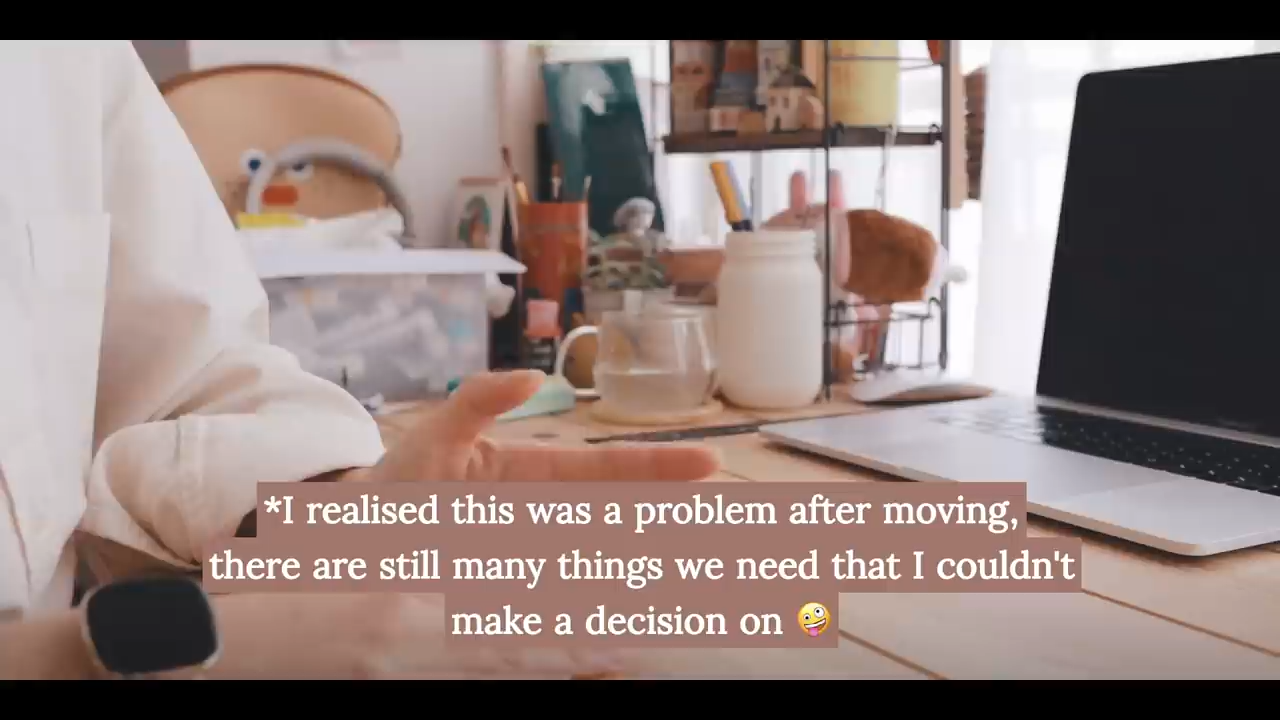 *I realised this was a problem after moving,
there are still many things we need that I couldn't
make a decision on 🤪